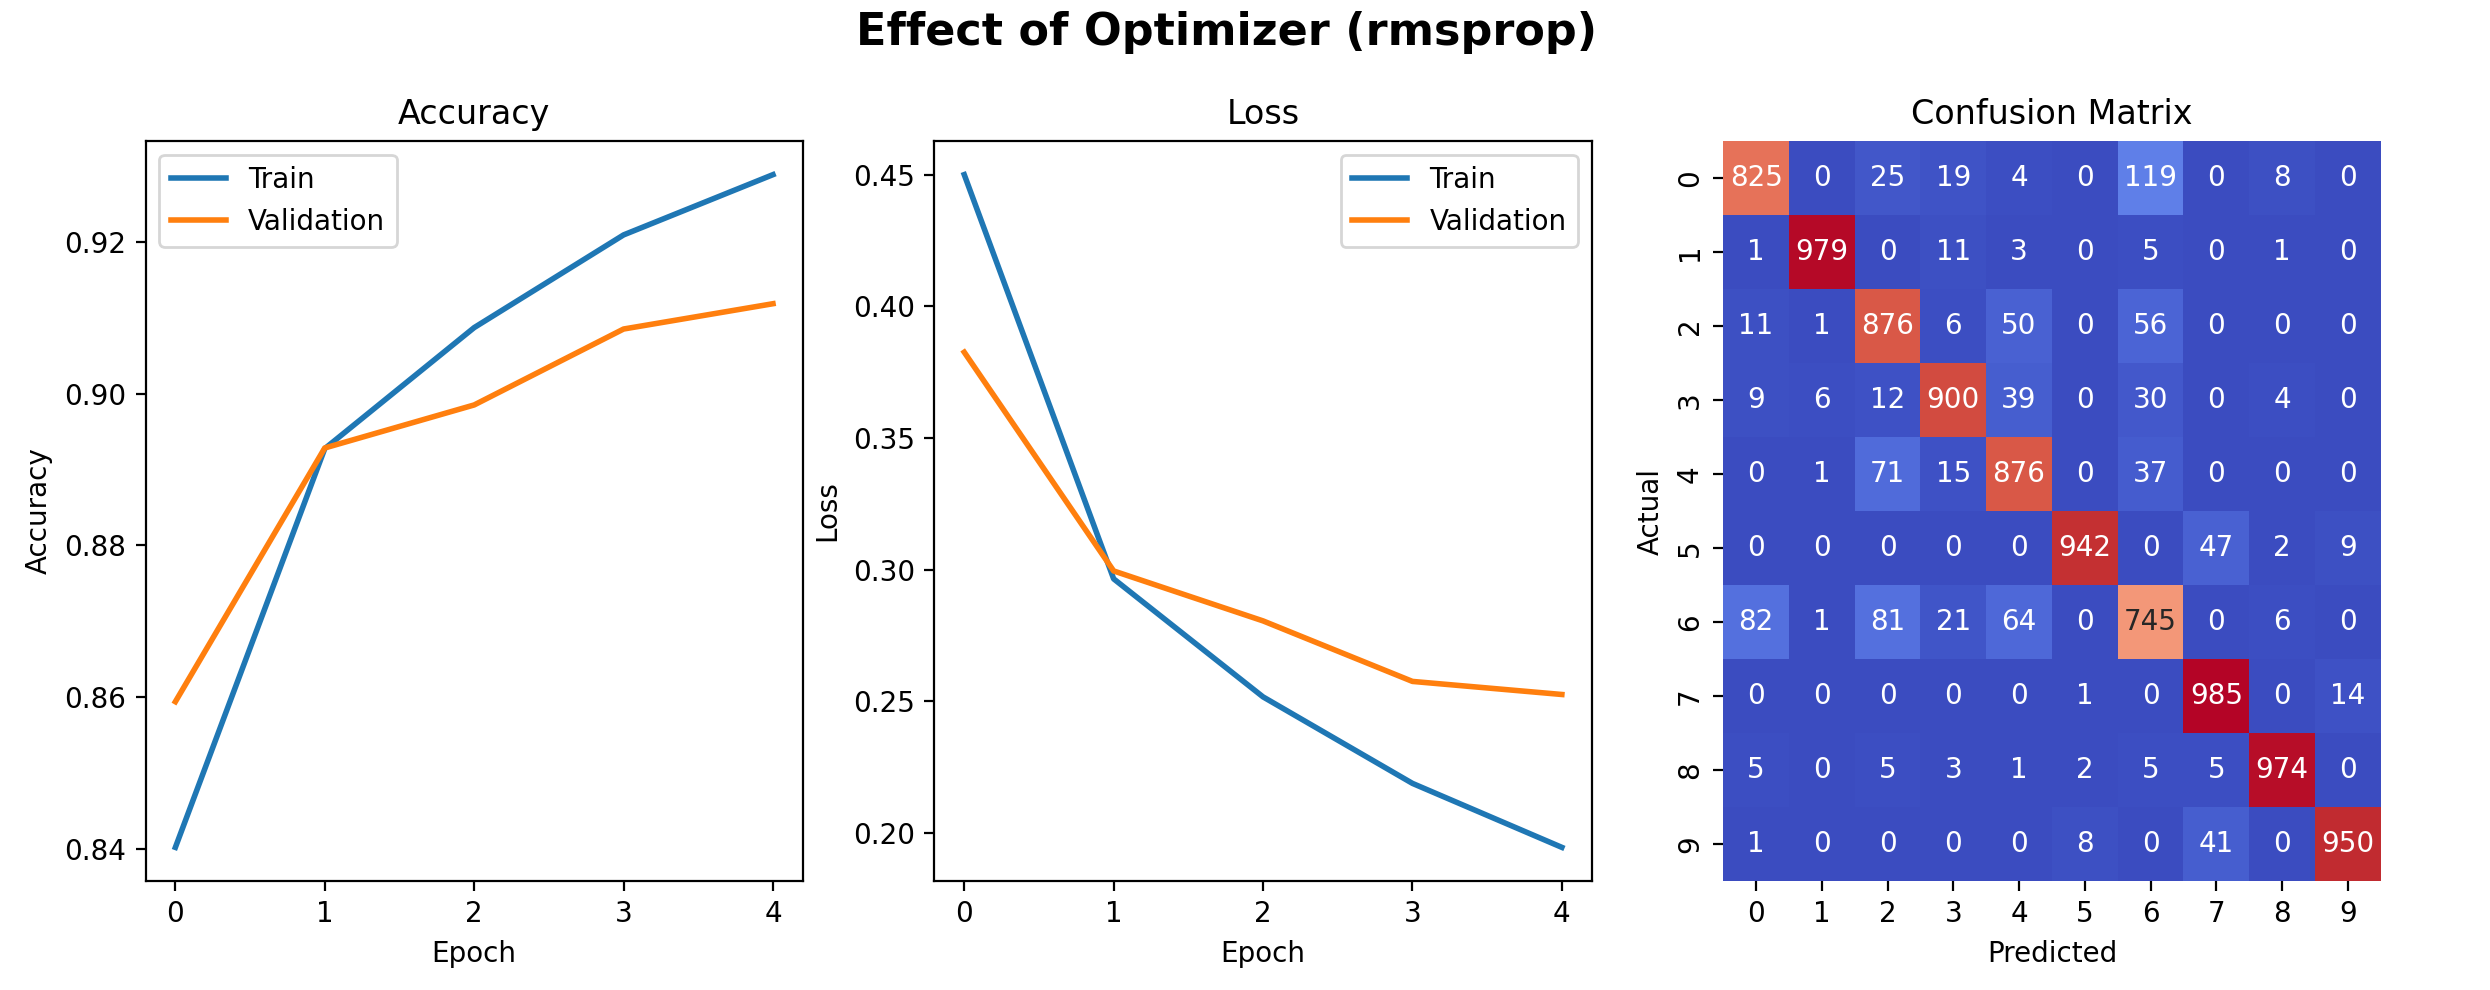 Effect of Optimizer (rmsprop)
Accuracy
Train
Validation
0.92
0.90
0.88
0.86
0.84
Accuracy
0 1 2 3 4
Epoch
Loss
Train
Validation
0.45
0.40
0.35
0.30
0.25
0.20
Loss
0 1 2 3 4
Epoch
Confusion Matrix
Actual
0 825 0 25 19 4 0 119 0 8 0
1 1 979 0 11 3 0 5 0 1 0
2 11 1 876 6 50 0 56 0 0 0
3 9 6 12 900 39 0 30 0 4 0
4 0 1 71 15 876 0 37 0 0 0
5 0 0 0 0 0 942 0 47 2 9
6 82 1 81 21 64 0 745 0 6 0
7 0 0 0 0 0 1 0 985 0 14
8 5 0 5 3 1 2 5 5 974 0
9 1 0 0 0 0 8 0 41 0 950
0 1 2 3 4 5 6 7 8 9
Predicted